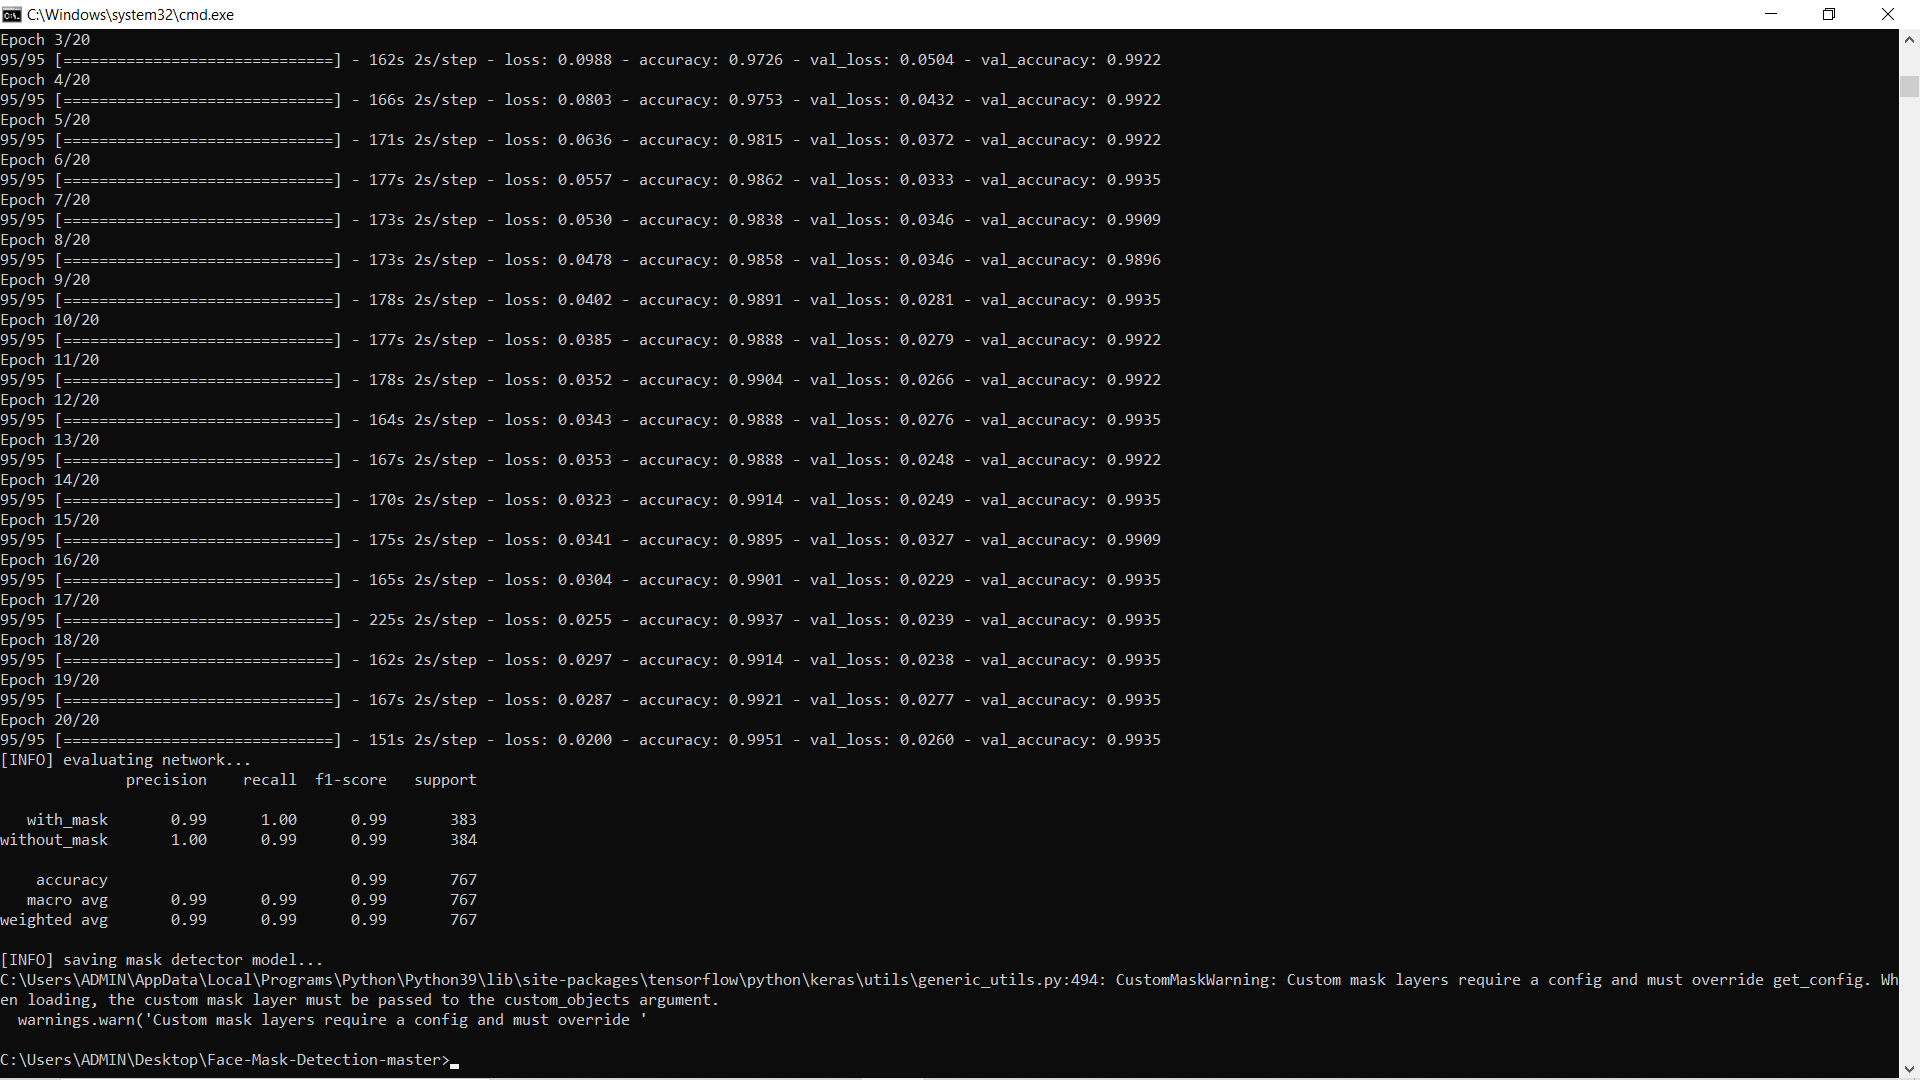 C:\Windows\system32\cmd.exe
Epoch 3/20
95/95 [==============================] - 162s 2s/step - loss: 0.0988 - accuracy: 0.9726 - val_loss: 0.0504 - val_accuracy: 0.9922
Epoch 4/20
95/95 [==============================] - 166s 2s/step - loss: 0.0803 - accuracy: 0.9753 - val_loss: 0.0432 - val_accuracy: 0.9922
Epoch 5/20
95/95 [==============================] - 171s 2s/step - loss: 0.0636 - accuracy: 0.9815 - val_loss: 0.0372 - val_accuracy: 0.9922
Epoch 6/20
95/95 [==============================] - 177s 2s/step - loss: 0.0557 - accuracy: 0.9862 - val_loss: 0.0333 - val_accuracy: 0.9935
Epoch 7/20
95/95 [==============================] - 173s 2s/step - loss: 0.0530 - accuracy: 0.9838 - val_loss: 0.0346 - val_accuracy: 0.9909
Epoch 8/20
95/95 [==============================] - 173s 2s/step - loss: 0.0478 - accuracy: 0.9858 - val_loss: 0.0346 - val_accuracy: 0.9896
Epoch 9/20
95/95 [==============================] - 178s 2s/step - loss: 0.0402 - accuracy: 0.9891 - val_loss: 0.0281 - val_accuracy: 0.9935
Epoch 10/20
95/95 [==============================] - 177s 2s/step - loss: 0.0385 - accuracy: 0.9888 - val_loss: 0.0279 - val_accuracy: 0.9922
Epoch 11/20
95/95 [==============================] - 178s 2s/step - loss: 0.0352 - accuracy: 0.9904 - val_loss: 0.0266 - val_accuracy: 0.9922
Epoch 12/20
95/95 [==============================] - 164s 2s/step - loss: 0.0343 - accuracy: 0.9888 - val_loss: 0.0276 - val_accuracy: 0.9935
Epoch 13/20
95/95 [==============================] - 167s 2s/step - loss: 0.0353 - accuracy: 0.9888 - val_loss: 0.0248 - val_accuracy: 0.9922
Epoch 14/20
95/95 [==============================] - 170s 2s/step - loss: 0.0323 - accuracy: 0.9914 - val_loss: 0.0249 - val_accuracy: 0.9935
Epoch 15/20
95/95 [==============================] - 175s 2s/step - loss: 0.0341 - accuracy: 0.9895 - val_loss: 0.0327 - val_accuracy: 0.9909
Epoch 16/20
95/95 [==============================] - 165s 2s/step - loss: 0.0304 - accuracy: 0.9901 - val_loss: 0.0229 - val_accuracy: 0.9935
Epoch 17/20
95/95 [==============================] - 225s 2s/step - loss: 0.0255 - accuracy: 0.9937 - val_loss: 0.0239 - val_accuracy: 0.9935
Epoch 18/20
95/95 [==============================] - 162s 2s/step - loss: 0.0297 - accuracy: 0.9914 - val_loss: 0.0238 - val_accuracy: 0.9935
Epoch 19/20
95/95 [==============================] - 167s 2s/step - loss: 0.0287 - accuracy: 0.9921 - val_loss: 0.0277 - val_accuracy: 0.9935
Epoch 20/20
95/95 [==============================] - 151s 2s/step - loss: 0.0200 - accuracy: 0.9951 - val_loss: 0.0260 - val_accuracy: 0.9935
[INFO] evaluating network...
              precision    recall  f1-score   support
   with_mask       0.99      1.00      0.99       383
without_mask       1.00      0.99      0.99       384
    accuracy                           0.99       767
   macro avg       0.99      0.99      0.99       767
weighted avg       0.99      0.99      0.99       767
[INFO] saving mask detector model...
C:\Users\ADMIN\AppData\Local\Programs\Python\Python39\lib\site-packages\tensorflow\python\keras\utils\generic_utils.py:494: CustomMaskWarning: Custom mask layers require a config and must override get_config. Wh
en loading, the custom mask layer must be passed to the custom_objects argument.
  warnings.warn('Custom mask layers require a config and must override '
C:\Users\ADMIN\Desktop\Face-Mask-Detection-master>